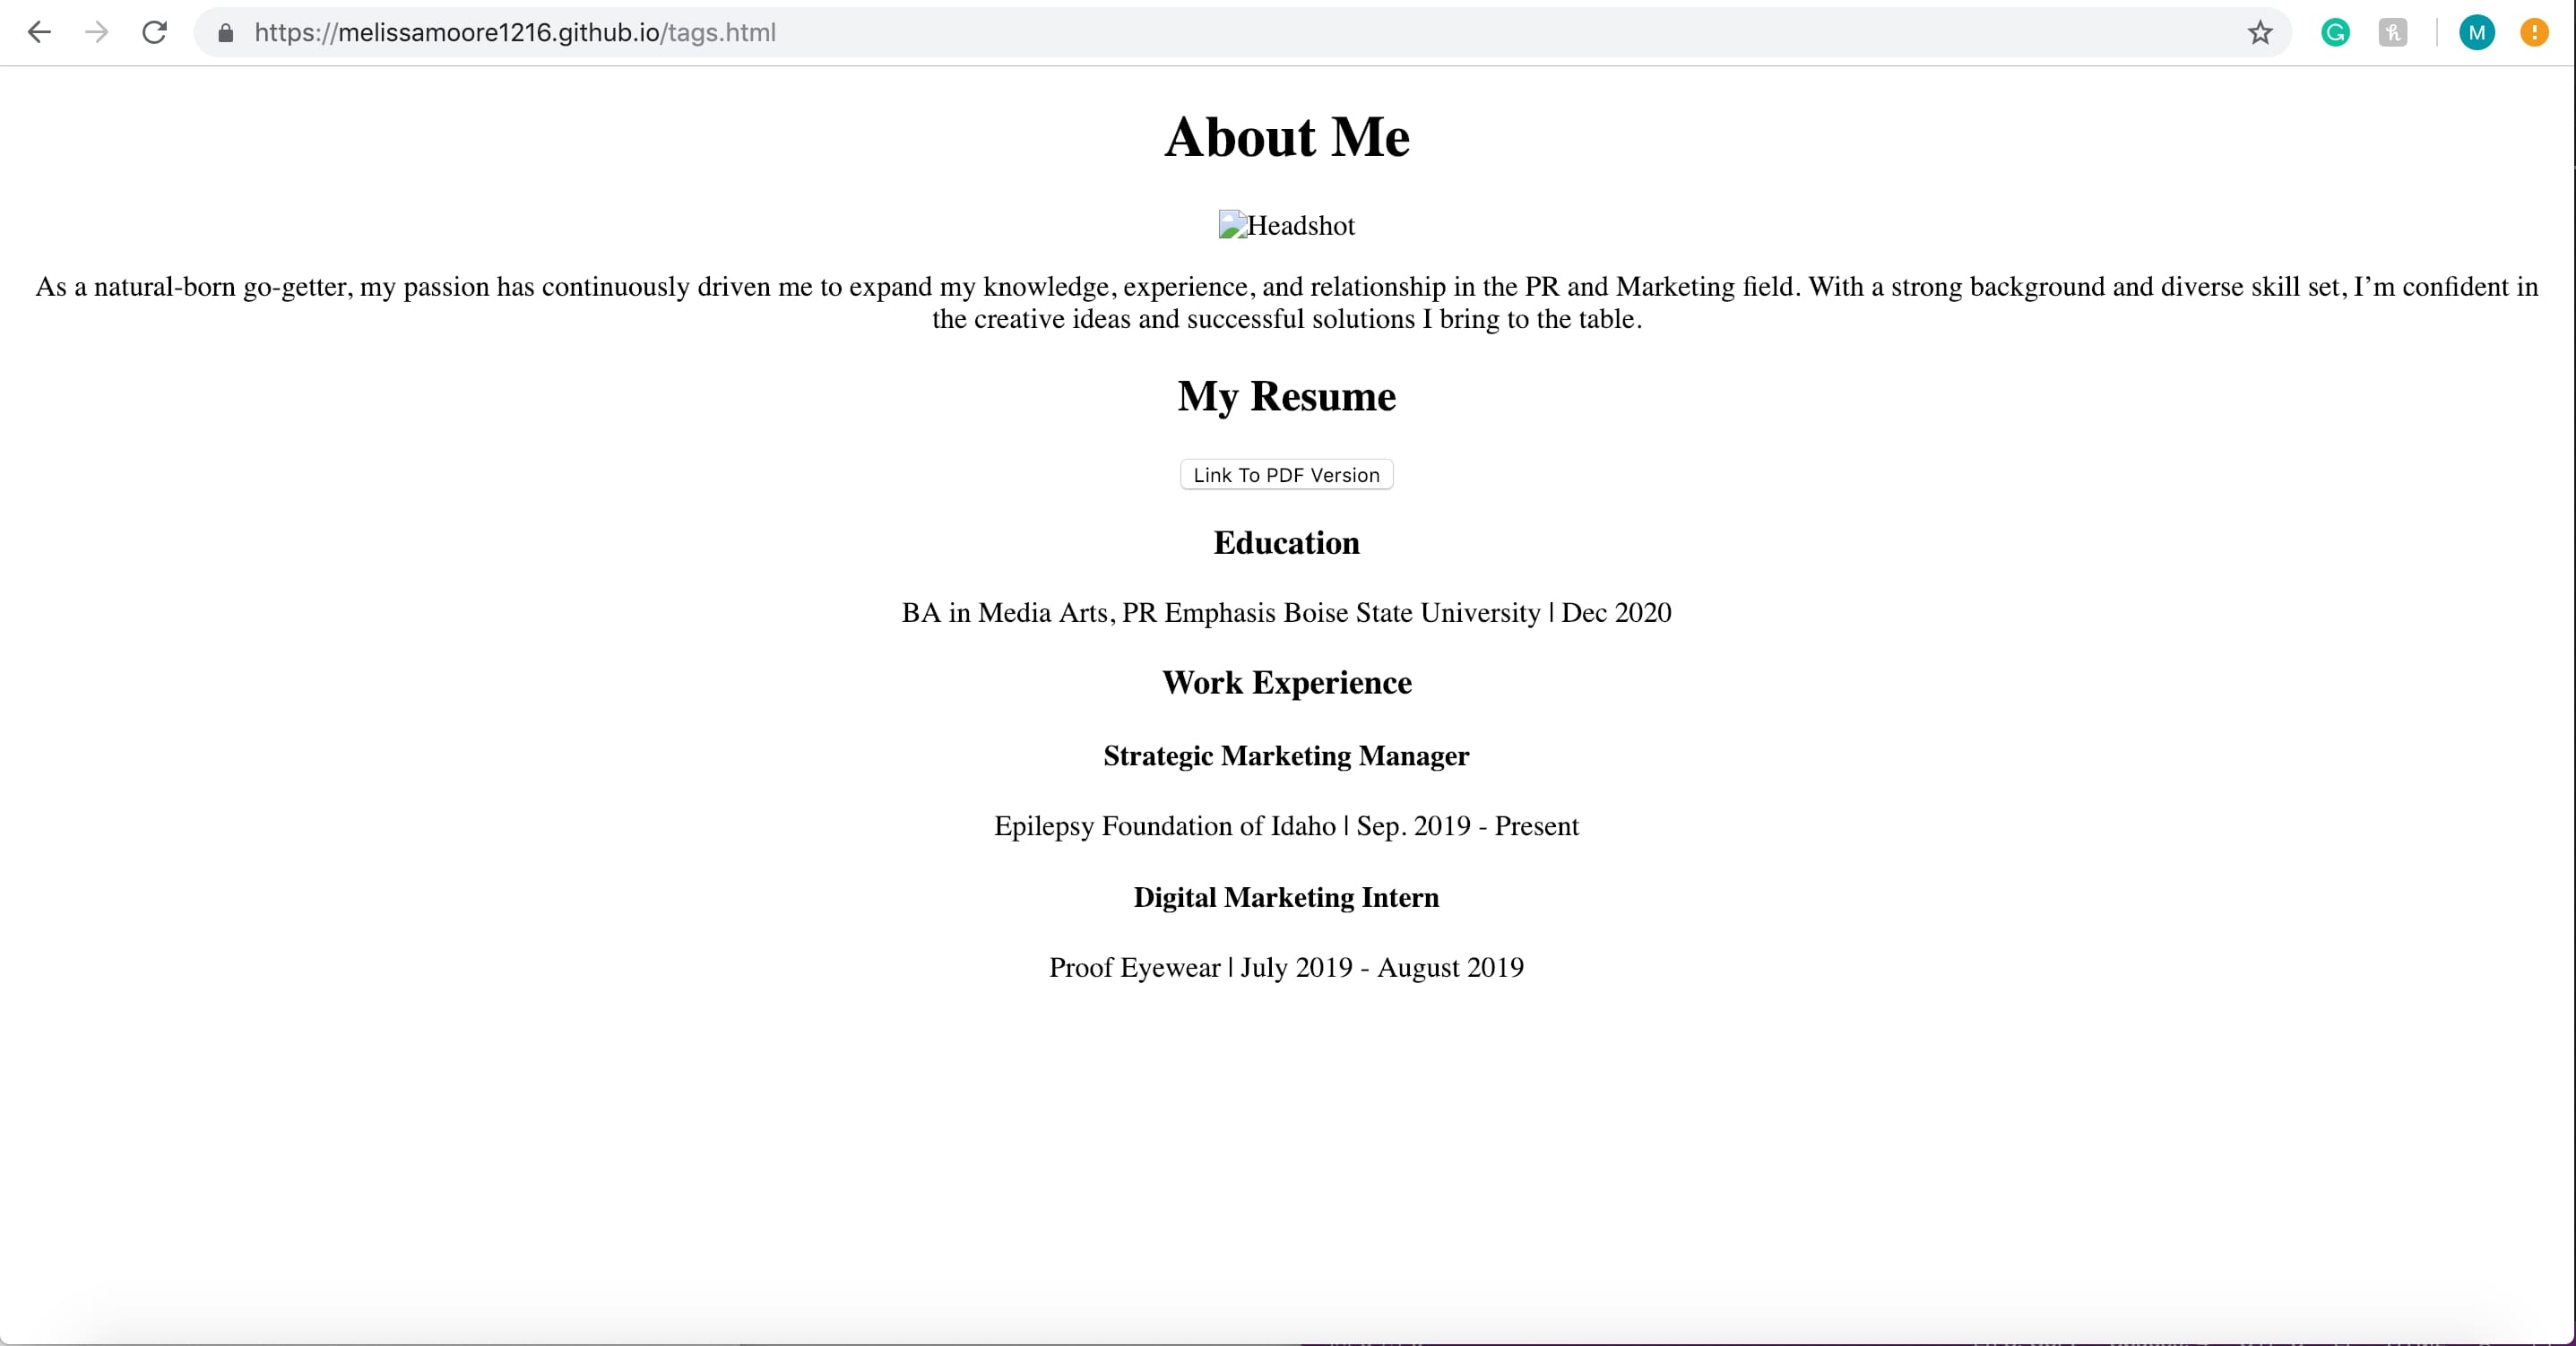 https://melissamoore1216.github.io/tags.html
M
About Me
Headshot
As a natural-born go-getter, my passion has continuously driven me to expand my knowledge, experience, and relationship in the PR and Marketing field. With a strong background and diverse skill set, I’m confident in
the creative ideas and successful solutions I bring to the table.
My Resume
Link To PDF Version
Education
BA in Media Arts, PR Emphasis Boise State University | Dec 2020
Work Experience
Strategic Marketing Manager
Epilepsy Foundation of Idaho | Sep. 2019 - Present
Digital Marketing Intern
Proof Eyewear | July 2019 - August 2019